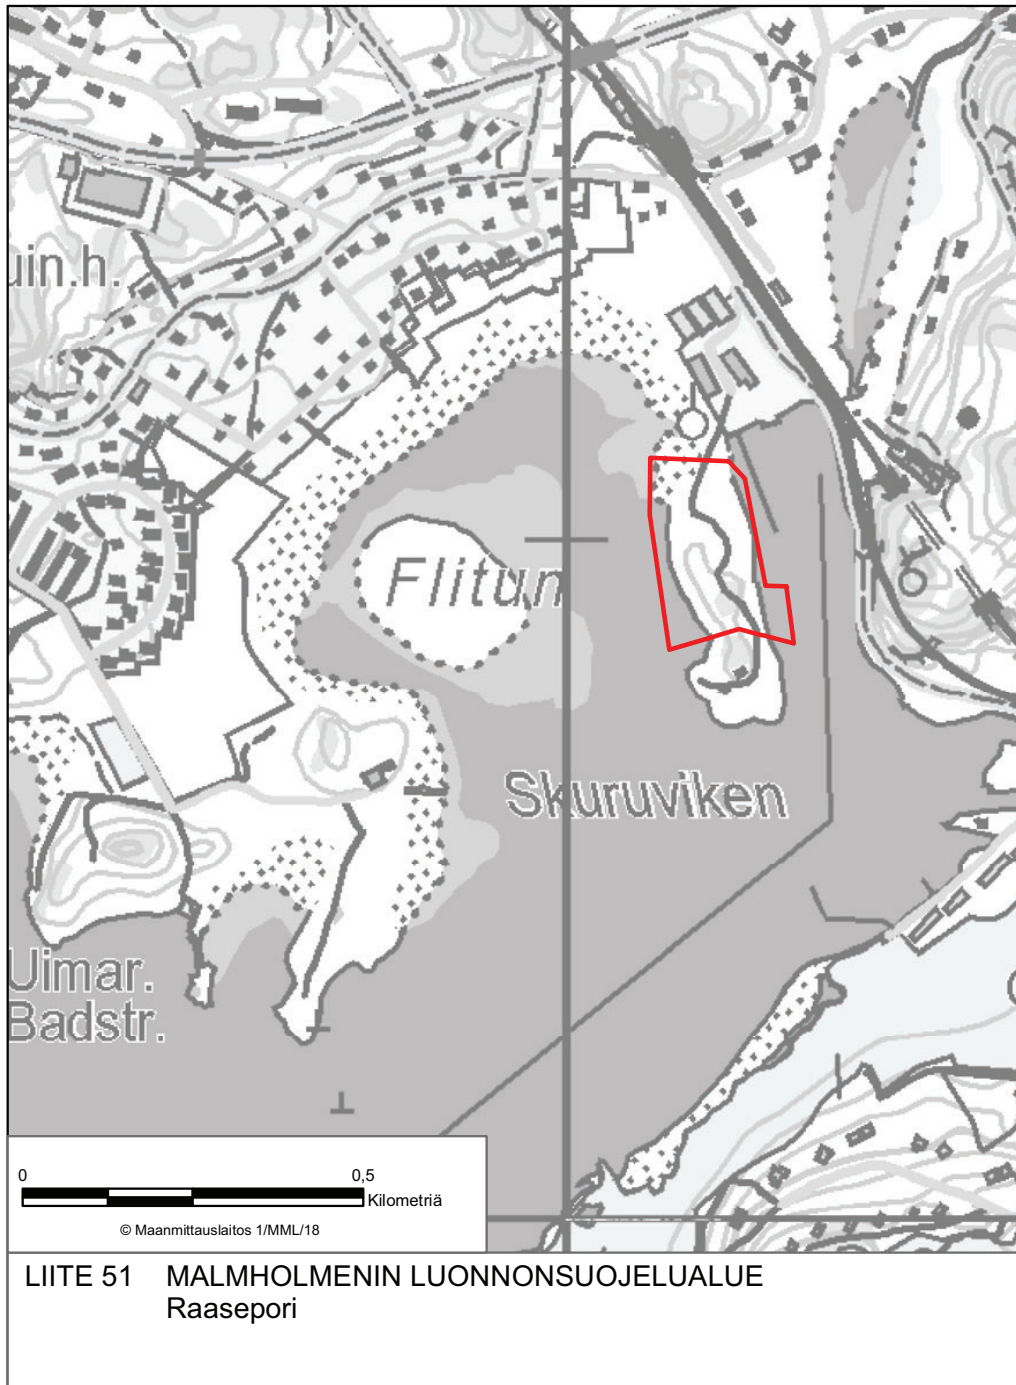 uin.h.
Flitun
Skuruviken
Uimar.
Badstr.
0 0,5
Kilometriä
© Maanmittauslaitos 1/MML/18
LIITE 51 MALMHOLMENIN LUONNONSUOJELUALUE
Raasepori